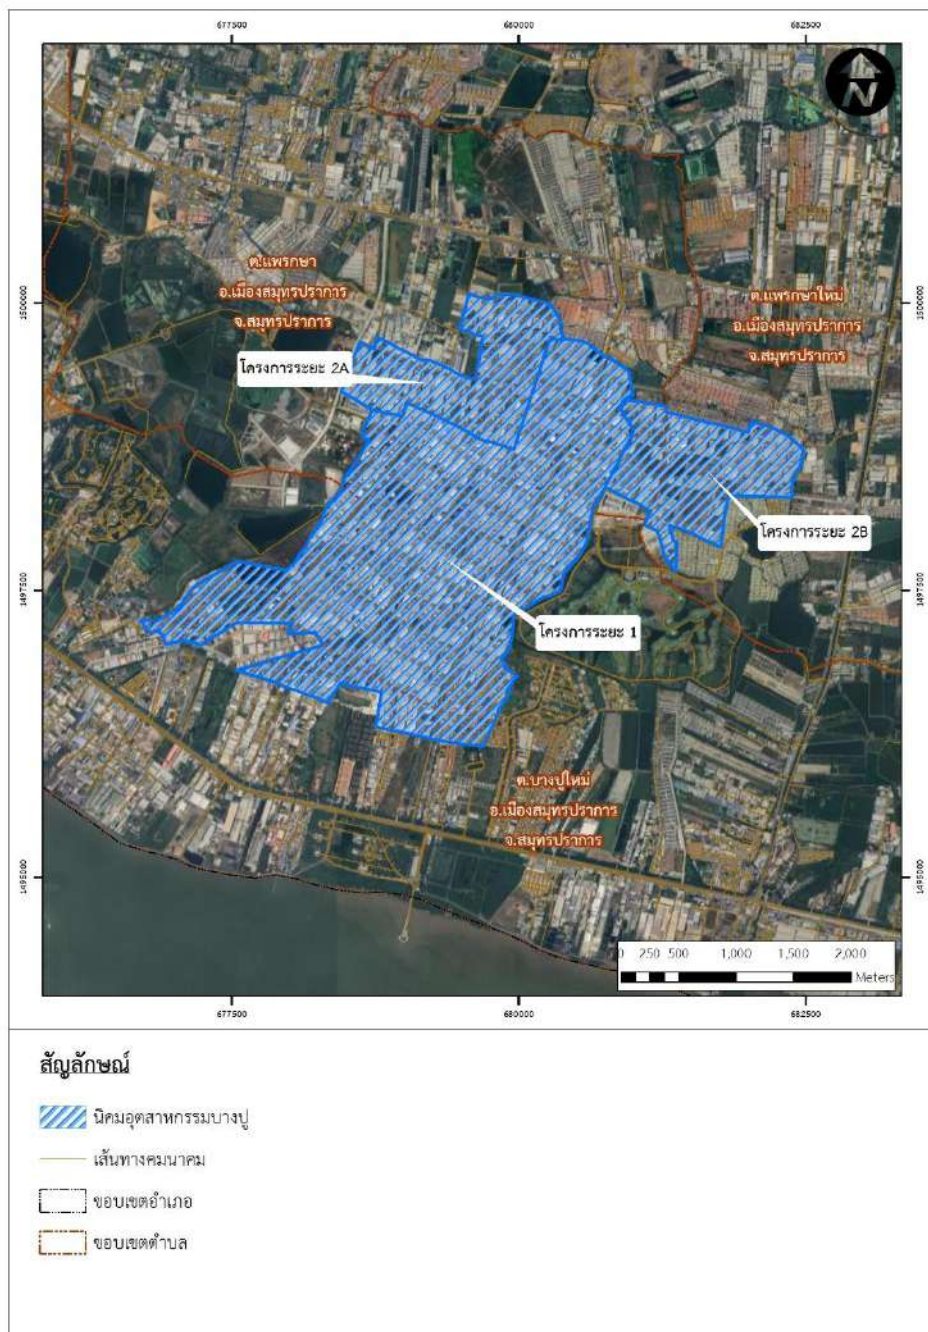 677500 680000 682500
N
1500000 1500000
ต.แพรกษา
อ.เมืองสมุทรปราการ
จ.สมุทรปราการ
ต.แพรกษาใหม่
อ.เมืองสมุทรปราการ
จ.สมุทรปราการ
โครงการระยะ 2A
โครงการระยะ 2B
1497500 1497500
โครงการระยะ 1
ต.บางปูใหม่
อ.เมืองสมุทรปราการ
จ.สมุทรปราการ
1495000 1495000
0 250 500 1,000 1,500 2,000
Meters
677500 680000 682500
สัญลักษณ์
นิคมอุตสาหกรรมบางปู
เส้นทางคมนาคม
ขอบเขตอำเภอ
ขอบเขตตำบล